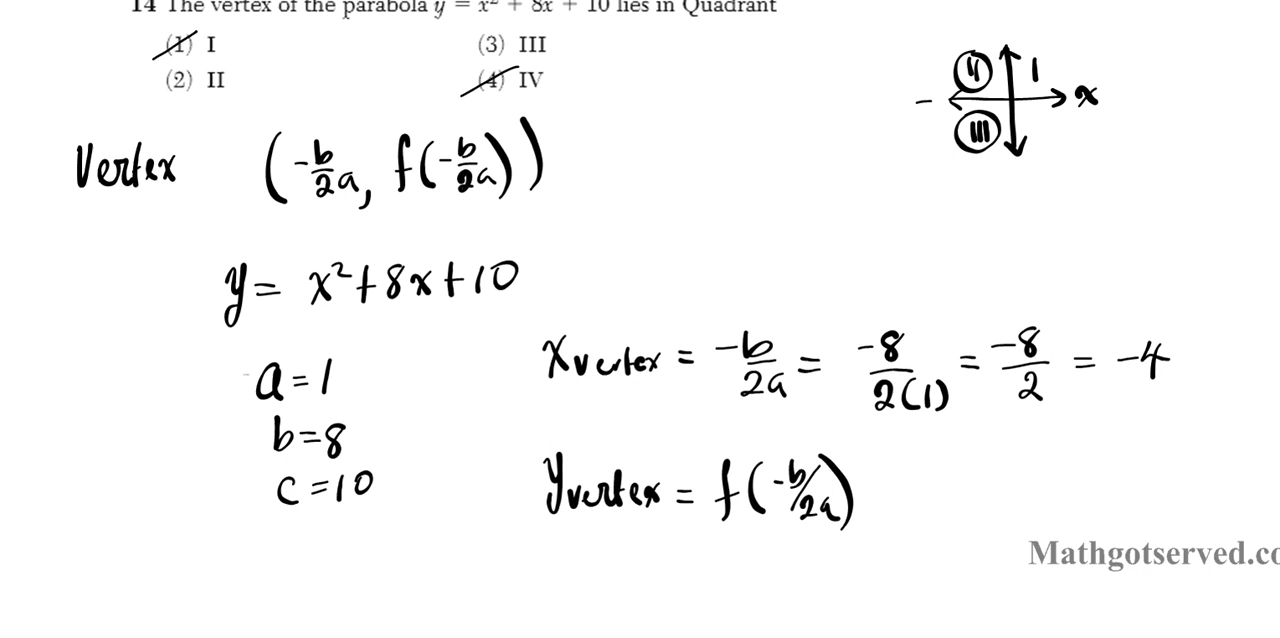 14 The vertex of the parabola y = x² + 8x + 10 lies in Quadrant
(1) I (3) III
(2) II (4) IV
II 1
- x
III
Vertex (-b/2a, f(-b/2a))
y = x²+8x+10
Xvertex = -b/2a = -8/2(1) = -8/2 = -4
a=1
b=8
c=10
Yvertex = f(-b/2a)
Mathgotserved.co